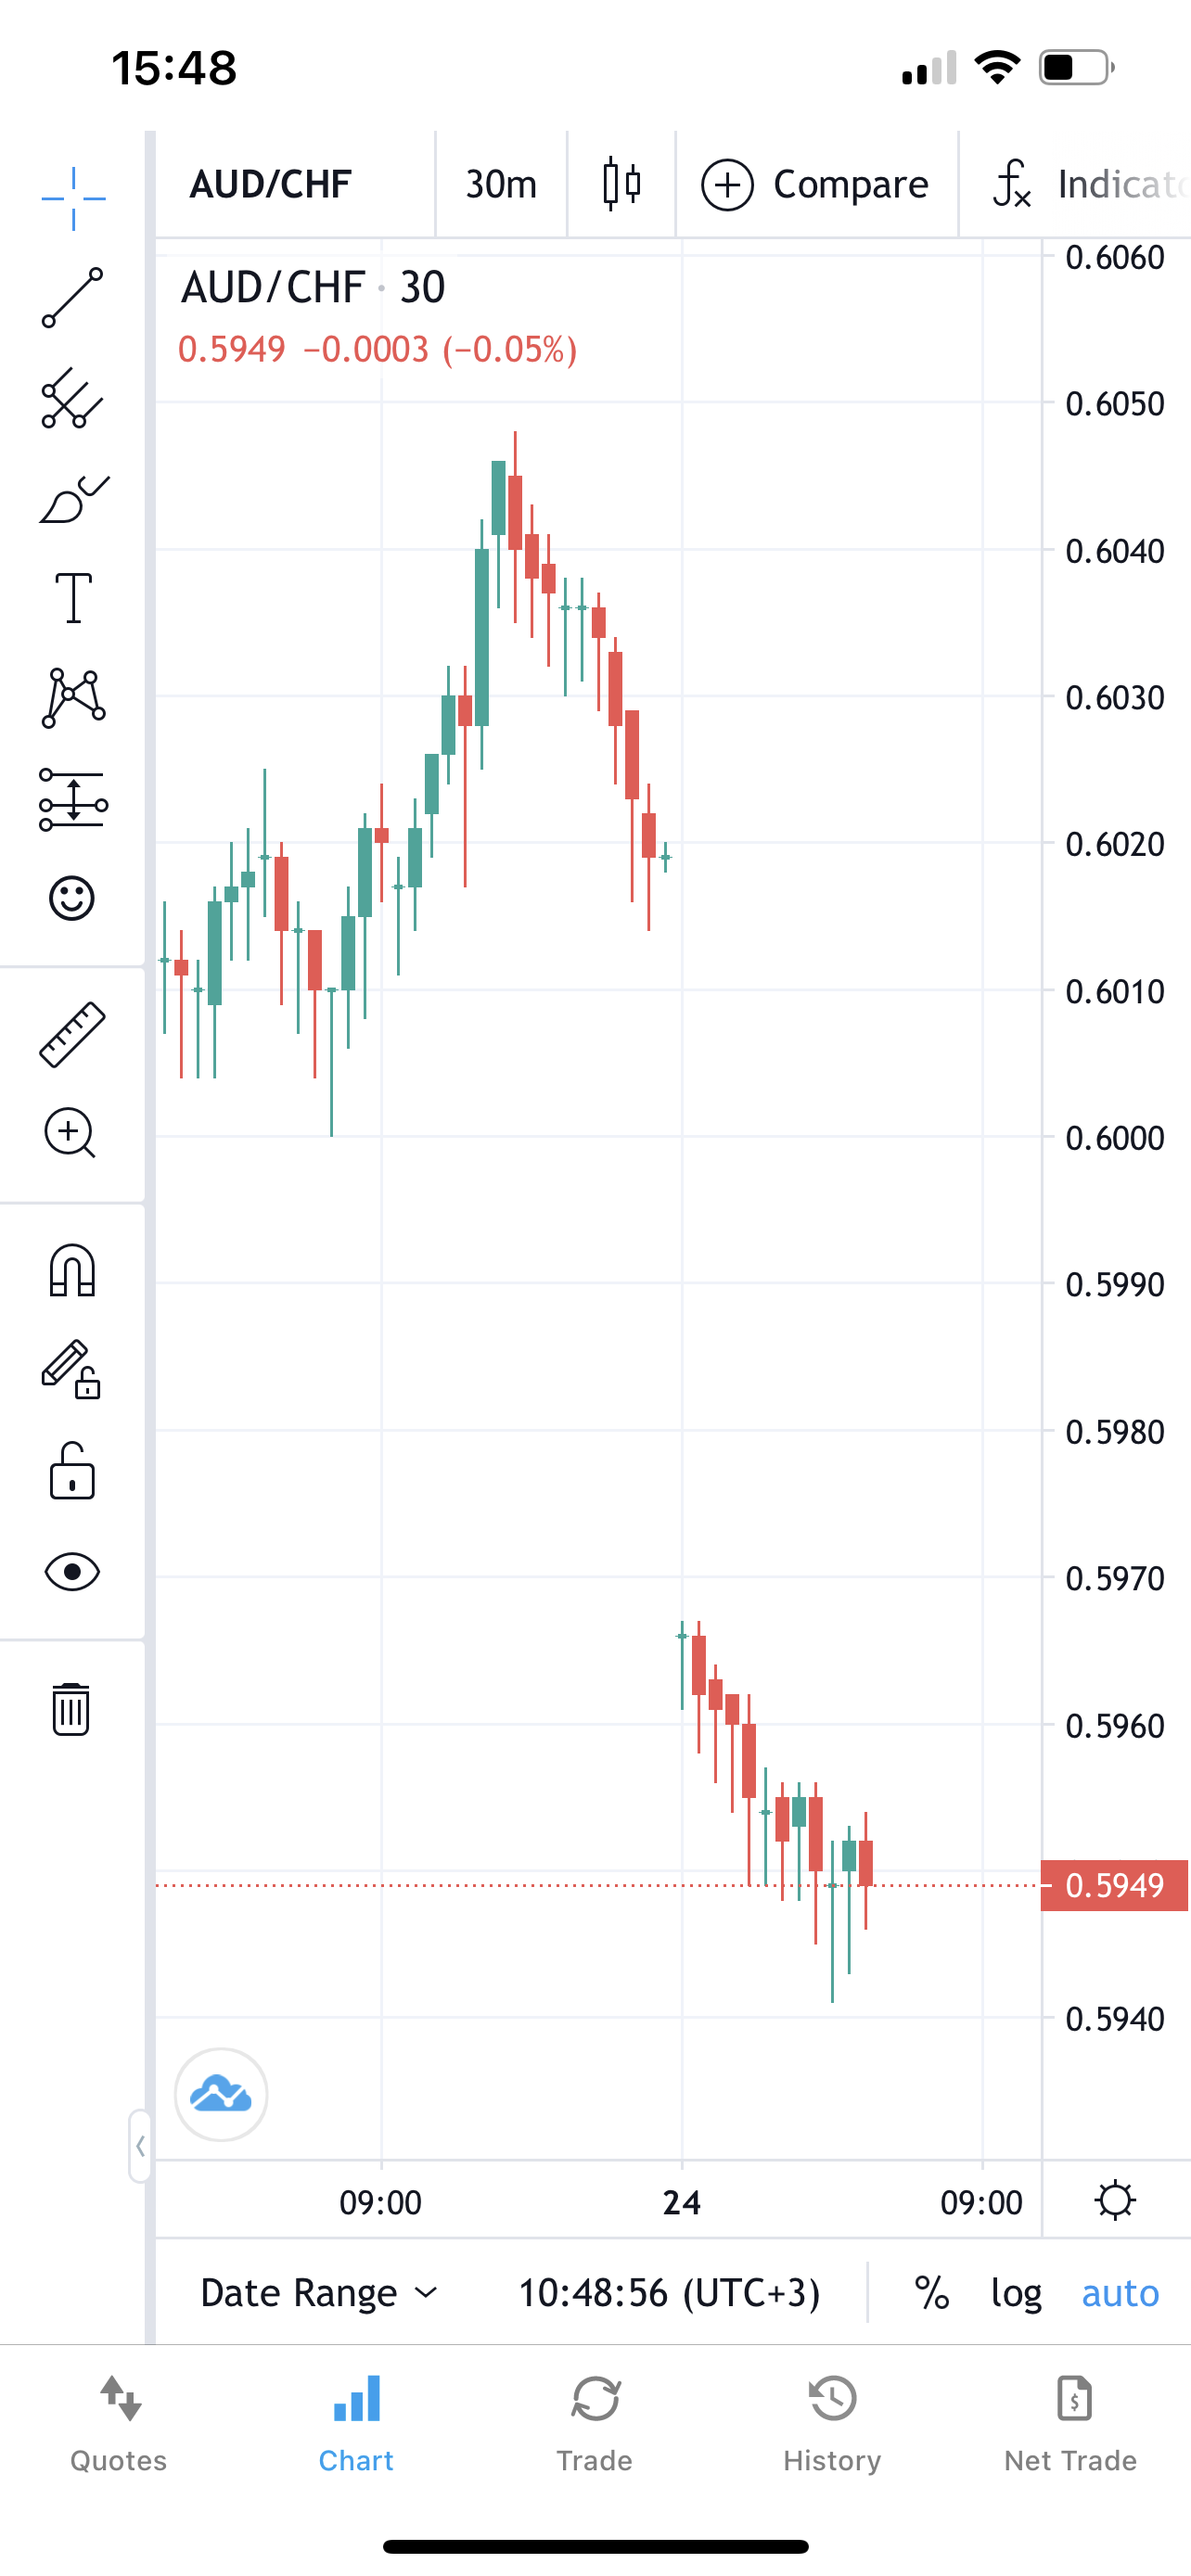 15:48
AUD/CHF 30m Compare Indicato
AUD/CHF · 30
0.5949 −0.0003 (−0.05%)
0.6060
0.6050
0.6040
0.6030
0.6020
0.6010
0.6000
0.5990
0.5980
0.5970
0.5960
0.5949
0.5940
09:00 24 09:00
Date Range 10:48:56 (UTC+3) % log auto
Quotes Chart Trade History Net Trade